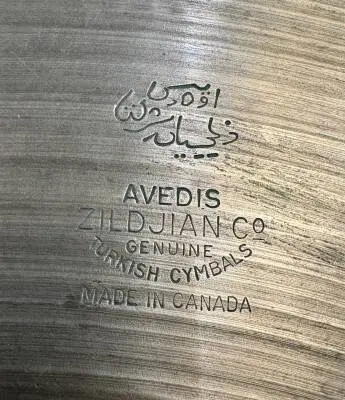 AVEDIS
ZILDJIAN Cº
GENUINE
TURKISH CYMBALS
MADE IN CANADA